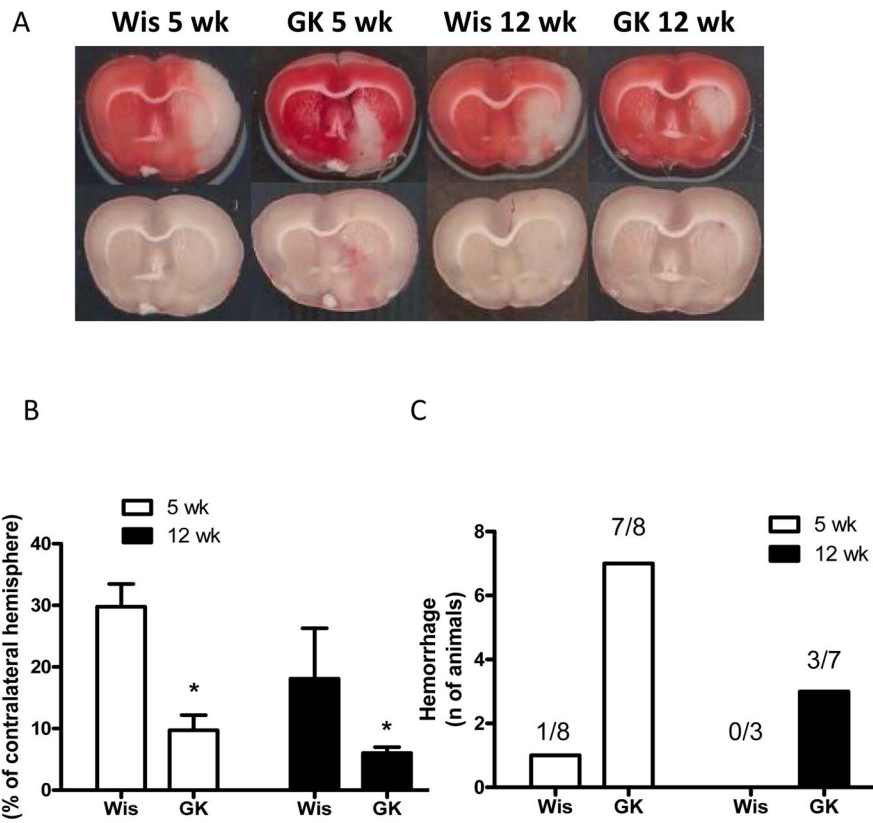 A
Wis 5 wk GK 5 wk Wis 12 wk GK 12 wk
B
5 wk
12 wk
(% of contralateral hemisphere)
40
30
20
10
0
*
*
Wis GK Wis GK
C
5 wk
12 wk
Hemorrhage
(n of animals)
8
6
4
2
0
1/8
7/8
0/3
3/7
Wis GK Wis GK